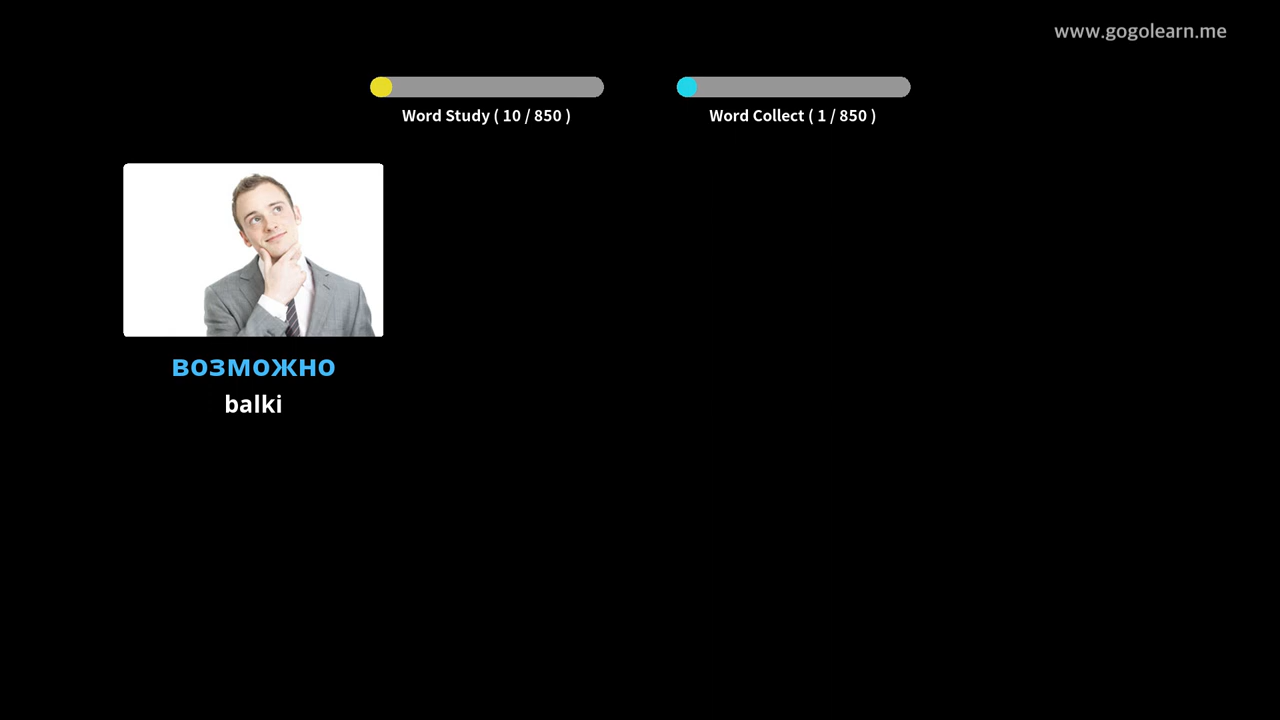 www.gogolearn.me
Word Study ( 10 / 850 )
Word Collect ( 1 / 850 )
возможно
balki